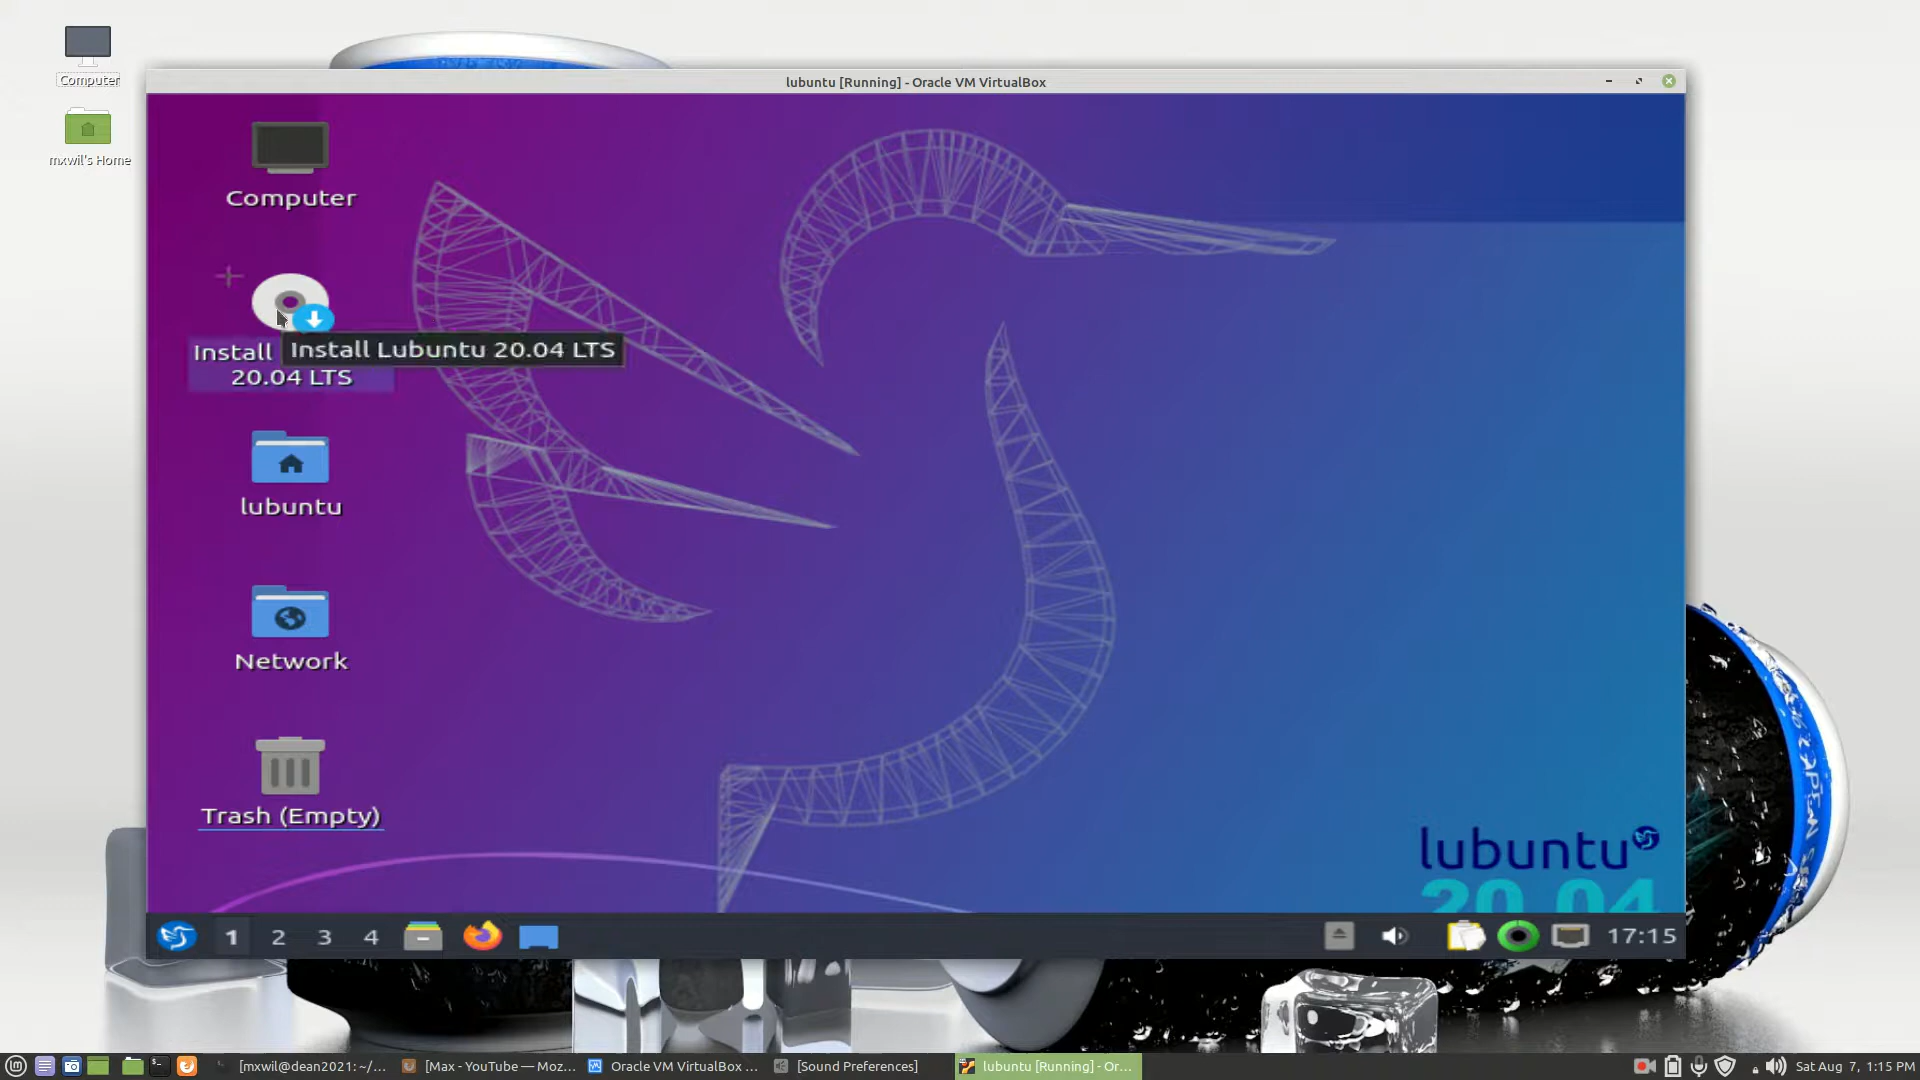 Computer
mxwil's Home
lubuntu [Running] - Oracle VM VirtualBox
Computer
Install
Install Lubuntu 20.04 LTS
20.04 LTS
lubuntu
Network
Trash (Empty)
lubuntu
20.04
1 2 3 4
17:15
[mxwil@dean2021: ~/...
[Max - YouTube — Moz...
Oracle VM VirtualBox ...
[Sound Preferences]
lubuntu [Running] - Or...
Sat Aug 7, 1:15 PM